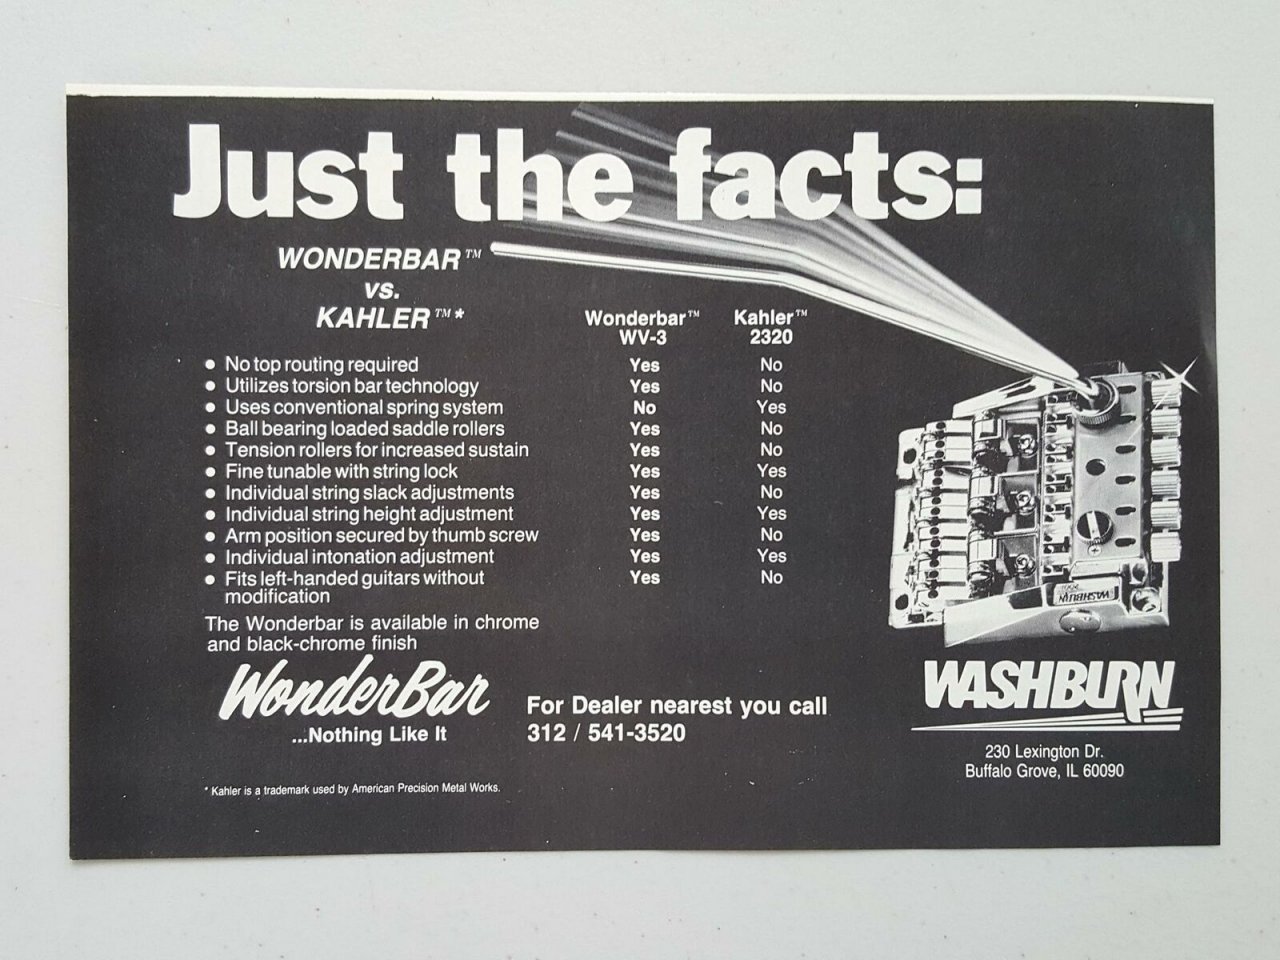 Just the facts:
WONDERBAR™
vs.
KAHLER™*
Wonderbar™ Kahler™
WV-3 2320
• No top routing required Yes No
• Utilizes torsion bar technology Yes No
• Uses conventional spring system No Yes
• Ball bearing loaded saddle rollers Yes No
• Tension rollers for increased sustain Yes No
• Fine tunable with string lock Yes Yes
• Individual string slack adjustments Yes No
• Individual string height adjustment Yes Yes
• Arm position secured by thumb screw Yes No
• Individual intonation adjustment Yes Yes
• Fits left-handed guitars without Yes No
modification
The Wonderbar is available in chrome
and black-chrome finish
WonderBar
...Nothing Like It
For Dealer nearest you call
312 / 541-3520
WASHBURN
WASHBURN
230 Lexington Dr.
Buffalo Grove, IL 60090
* Kahler is a trademark used by American Precision Metal Works.